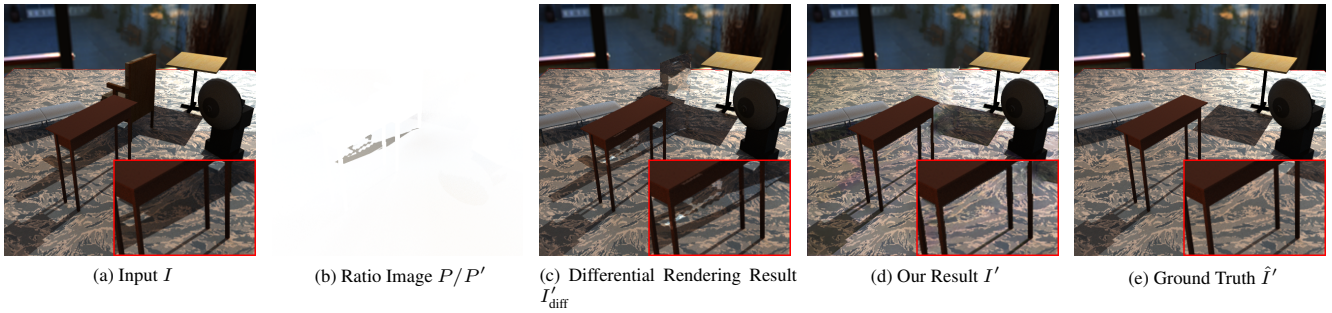 (a) Input I
(b) Ratio Image P/P′
(c) Differential Rendering Result
I′diff
(d) Our Result I′
(e) Ground Truth Î′